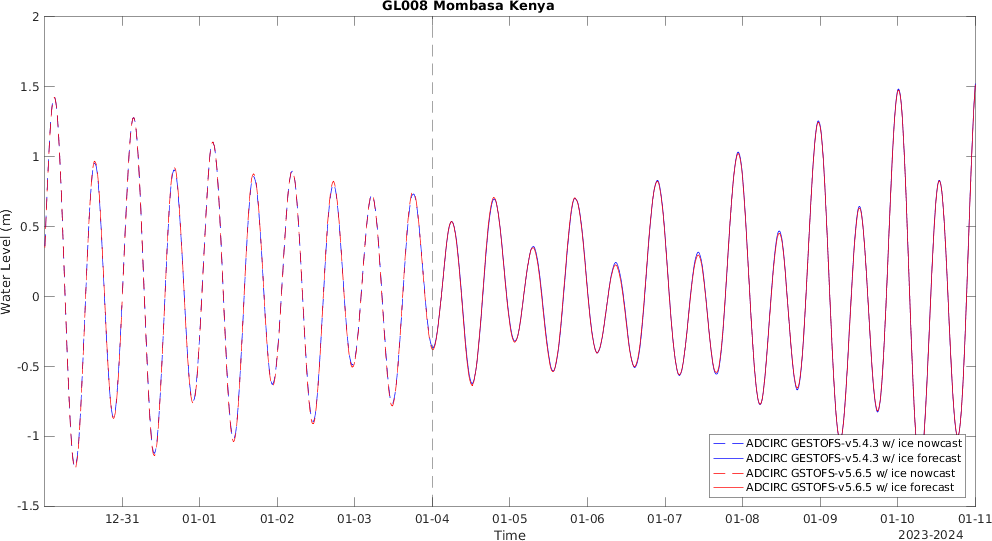 GL008 Mombasa Kenya
2
1.5
1
0.5
0
-0.5
-1
-1.5
Water Level (m)
ADCIRC GESTOFS-v5.4.3 w/ ice nowcast
ADCIRC GESTOFS-v5.4.3 w/ ice forecast
ADCIRC GSTOFS-v5.6.5 w/ ice nowcast
ADCIRC GSTOFS-v5.6.5 w/ ice forecast
12-31 01-01 01-02 01-03 01-04 01-05 01-06 01-07 01-08 01-09 01-10 01-11
Time
2023-2024